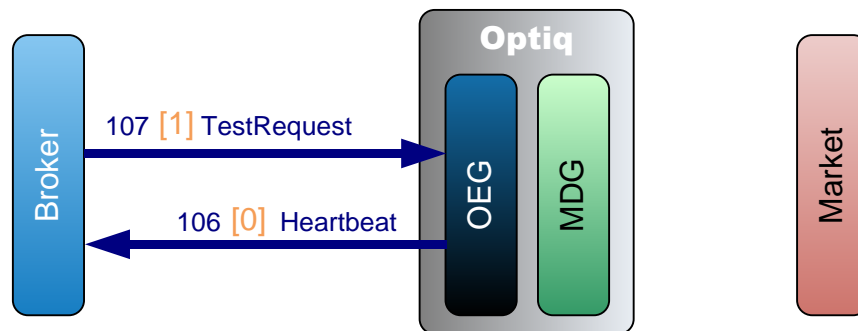 Optiq
107 [1] TestRequest
106 [0] Heartbeat
Broker
OEG
MDG
Market